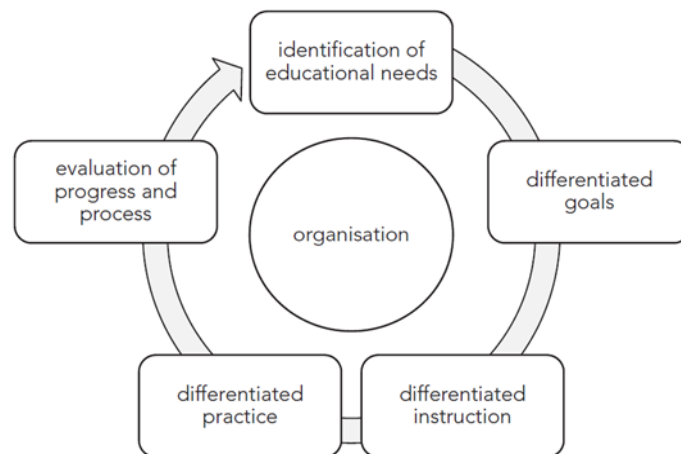 identification of
educational needs
differentiated
goals
differentiated
instruction
differentiated
practice
evaluation of
progress and
process
organisation